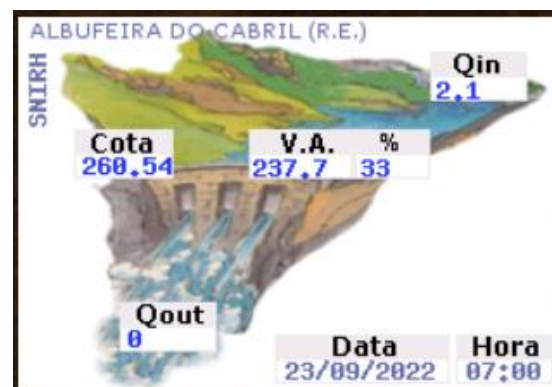 ALBUFEIRA DO CABRIL (R.E.)
SNIRH
Qin
2.1
Cota V.A. %
260.54 237.7 33
Qout
0
Data Hora
23/09/2022 07:00